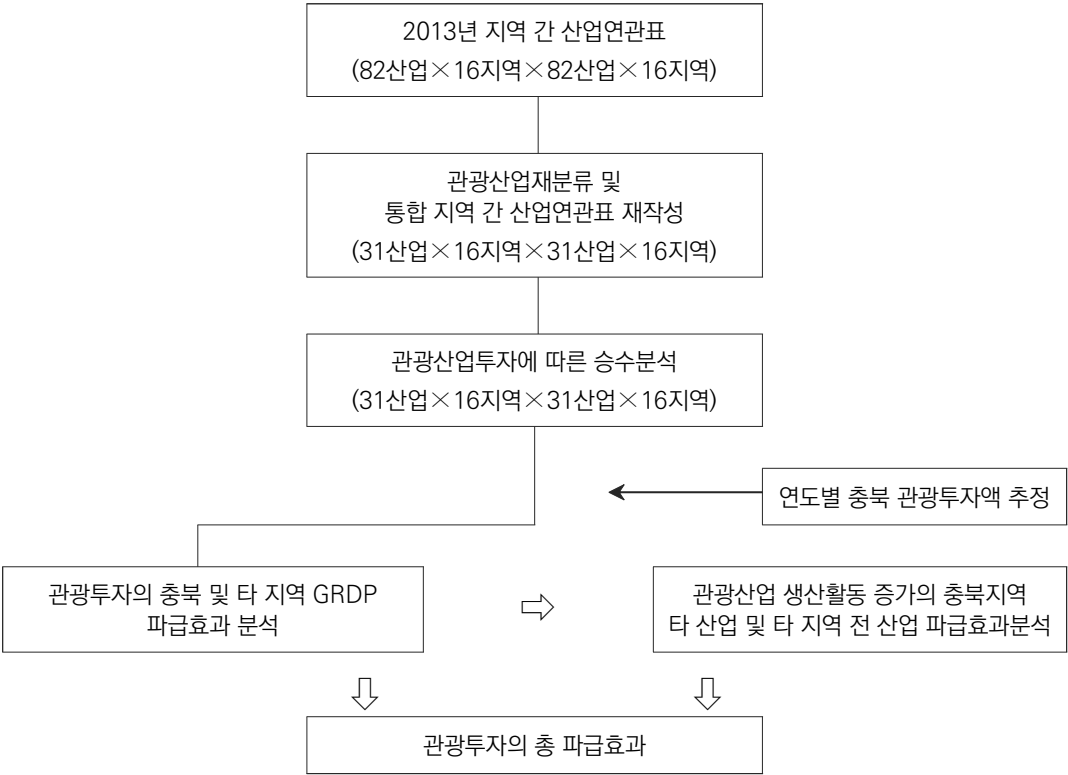 2013년 지역 간 산업연관표
(82산업×16지역×82산업×16지역)
관광산업재분류 및
통합 지역 간 산업연관표 재작성
(31산업×16지역×31산업×16지역)
관광산업투자에 따른 승수분석
(31산업×16지역×31산업×16지역)
연도별 충북 관광투자액 추정
관광투자의 충북 및 타 지역 GRDP
파급효과 분석
관광산업 생산활동 증가의 충북지역
타 산업 및 타 지역 전 산업 파급효과분석
관광투자의 총 파급효과